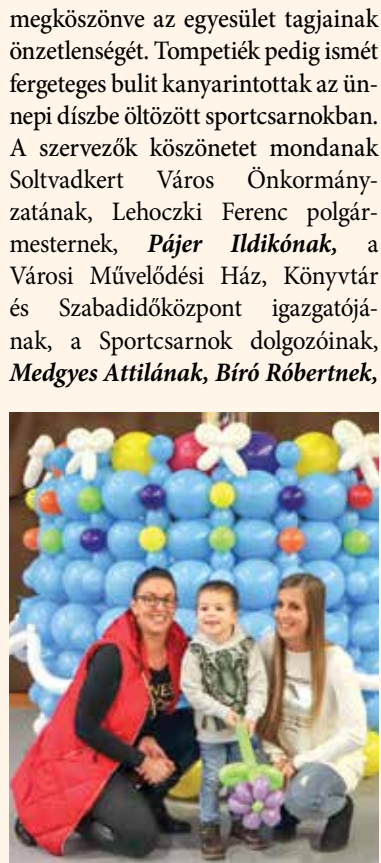 megköszönve az egyesület tagjainak
önzetlenségét. Tompetiék pedig ismét
fergeteges bulit kanyarintottak az ün-
nepi díszbe öltözött sportcsarnokban.
A szervezők köszönetet mondanak
Soltvadkert Város Önkormány-
zatának, Lehoczki Ferenc polgár-
mesternek, Pájer Ildikónak, a
Városi Művelődési Ház, Könyvtár
és Szabadidőközpont igazgatójá-
nak, a Sportcsarnok dolgozóinak,
Medgyes Attilának, Bíró Róbertnek,